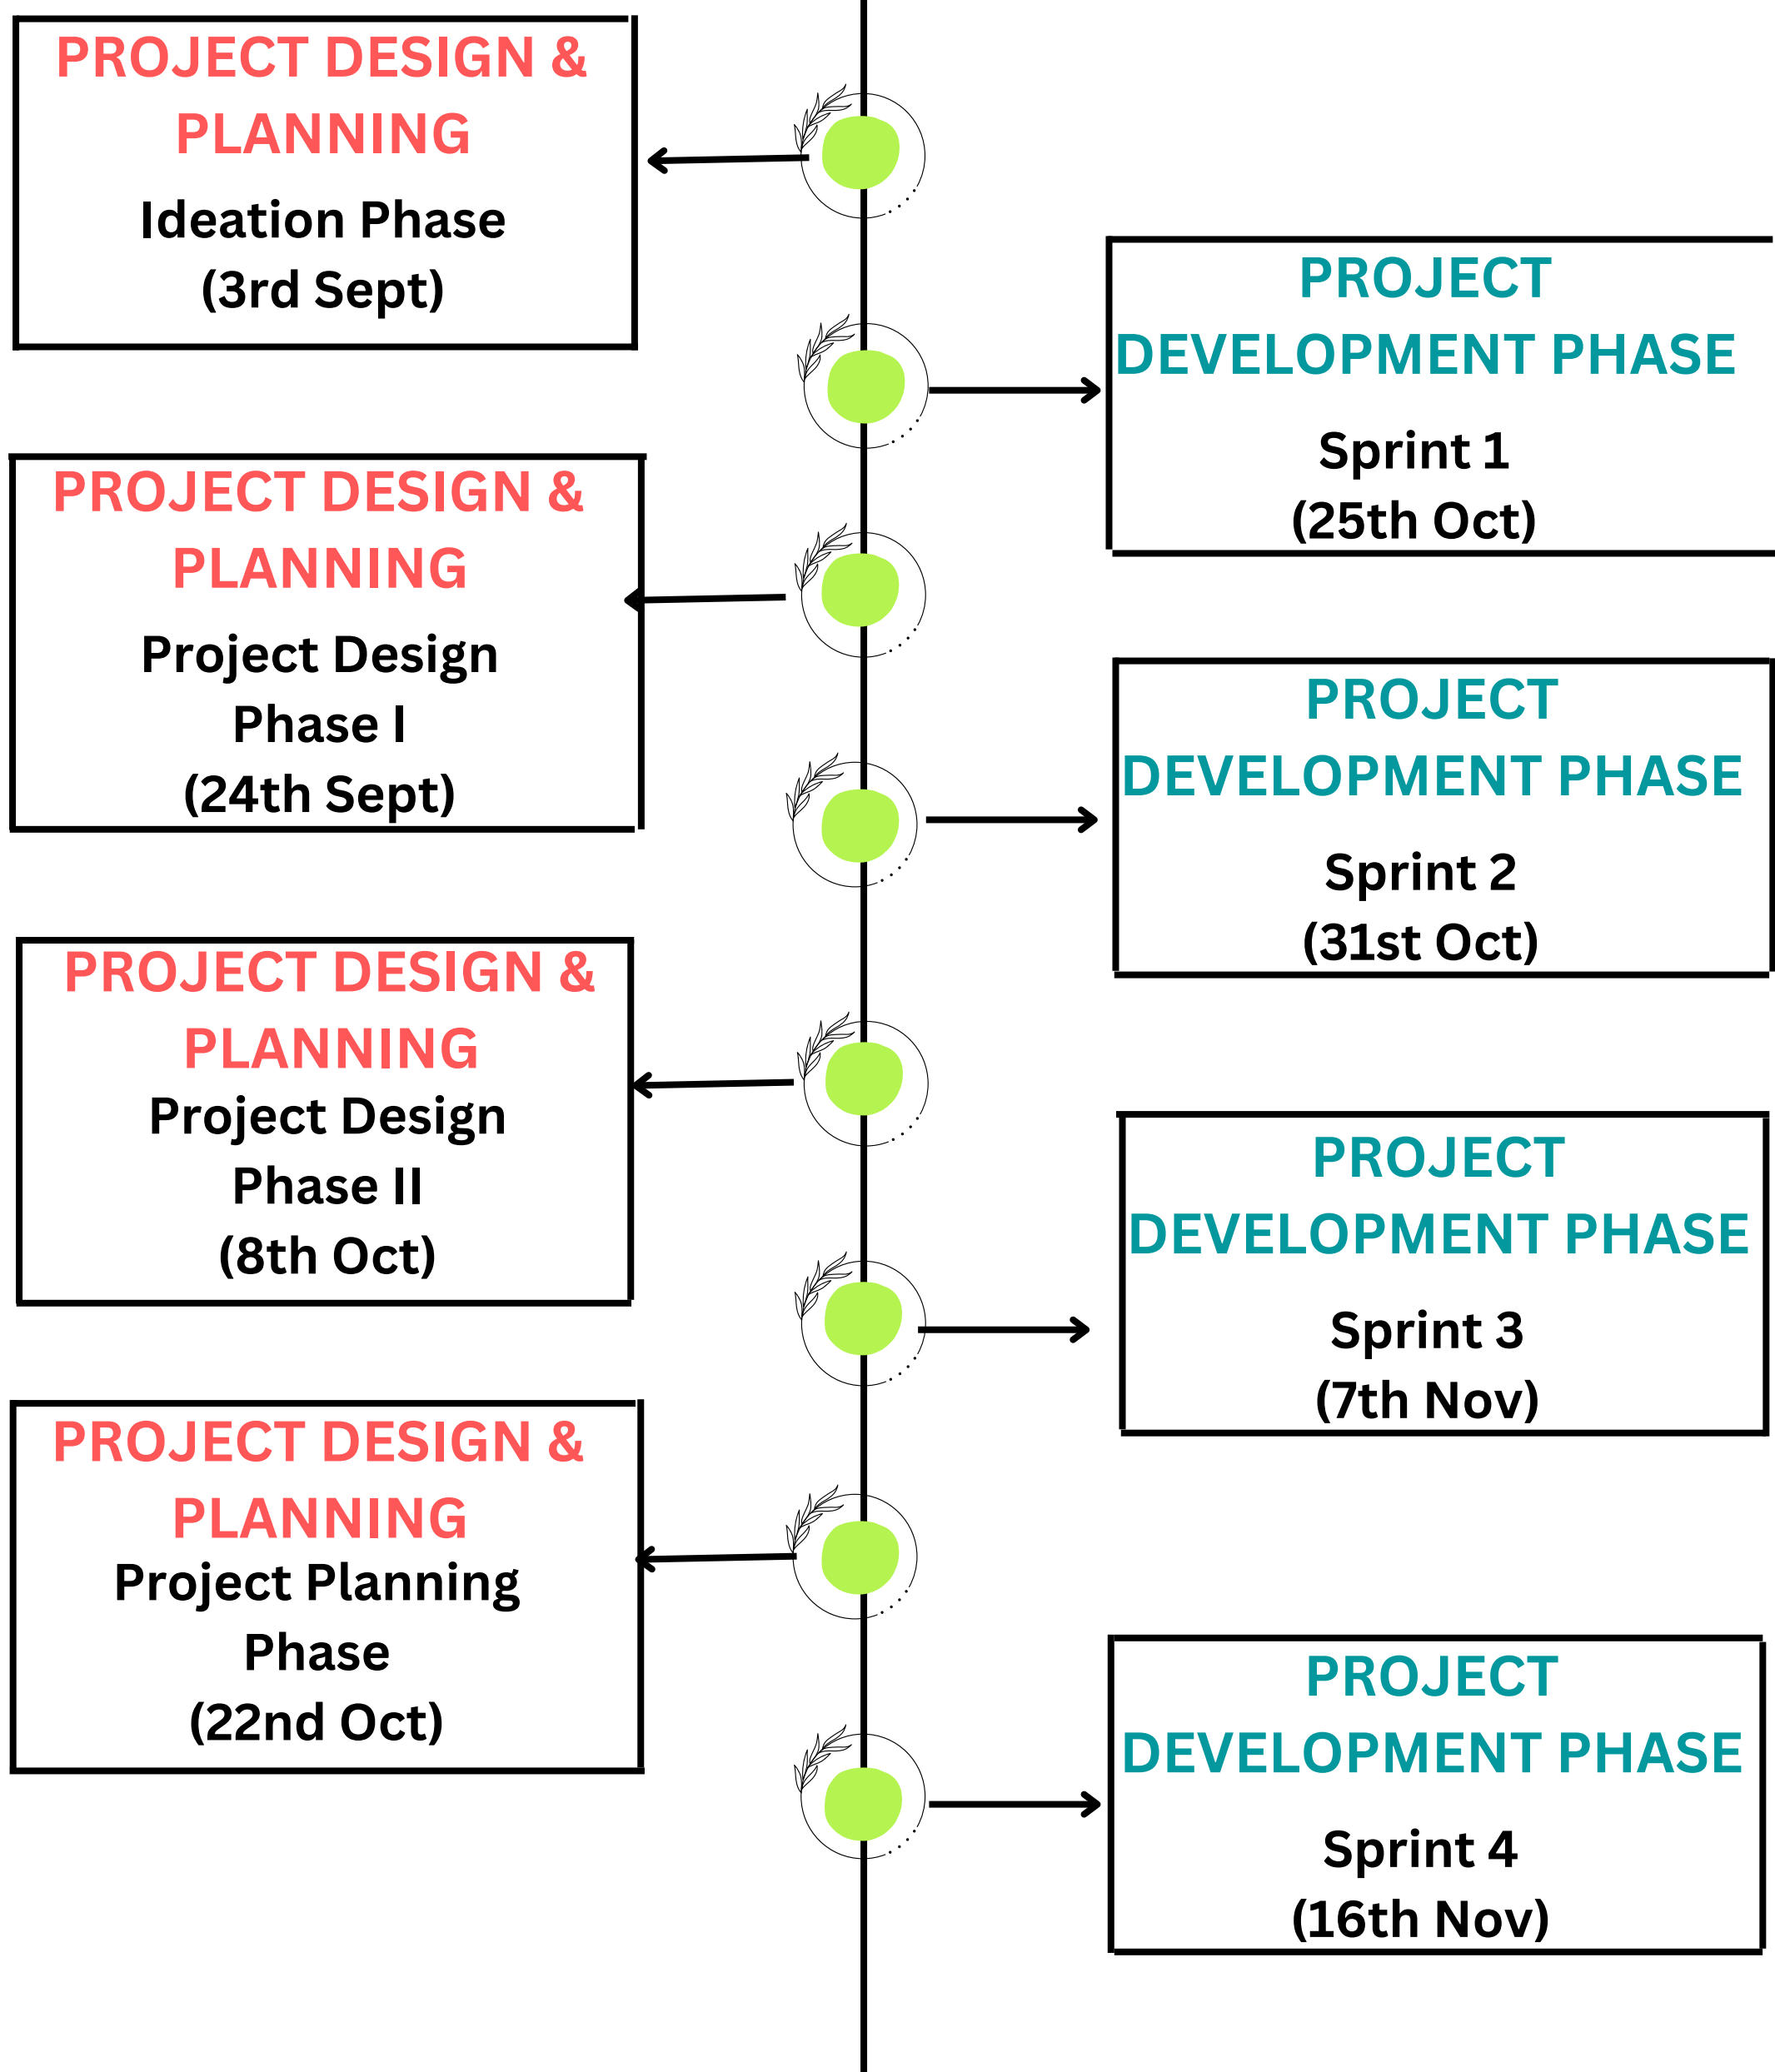 PROJECT DESIGN &
PLANNING
Ideation Phase
(3rd Sept)
PROJECT
DEVELOPMENT PHASE
Sprint 1
(25th Oct)
PROJECT DESIGN &
PLANNING
Project Design
Phase I
(24th Sept)
PROJECT
DEVELOPMENT PHASE
Sprint 2
(31st Oct)
PROJECT DESIGN &
PLANNING
Project Design
Phase II
(8th Oct)
PROJECT
DEVELOPMENT PHASE
Sprint 3
(7th Nov)
PROJECT DESIGN &
PLANNING
Project Planning
Phase
(22nd Oct)
PROJECT
DEVELOPMENT PHASE
Sprint 4
(16th Nov)